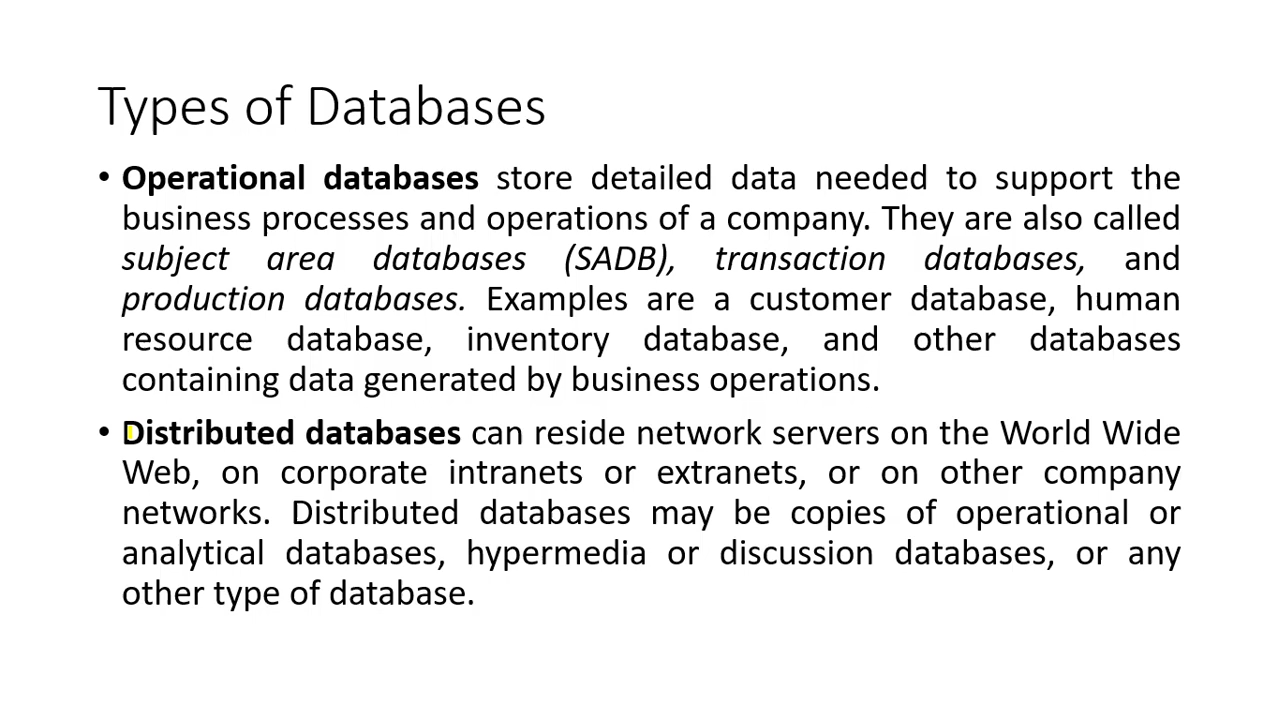 Types of Databases
• Operational databases store detailed data needed to support the
business processes and operations of a company. They are also called
subject area databases (SADB), transaction databases, and
production databases. Examples are a customer database, human
resource database, inventory database, and other databases
containing data generated by business operations.
• Distributed databases can reside network servers on the World Wide
Web, on corporate intranets or extranets, or on other company
networks. Distributed databases may be copies of operational or
analytical databases, hypermedia or discussion databases, or any
other type of database.